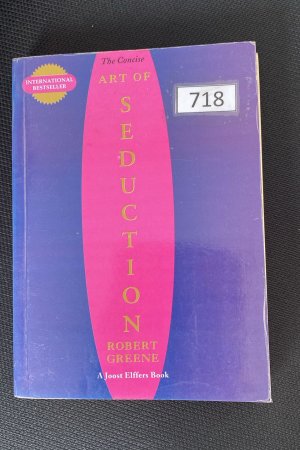 The Concise
ART OF
SEDUCTION
INTERNATIONAL
BESTSELLER
718
ROBERT
GREENE
A Joost Elffers Book